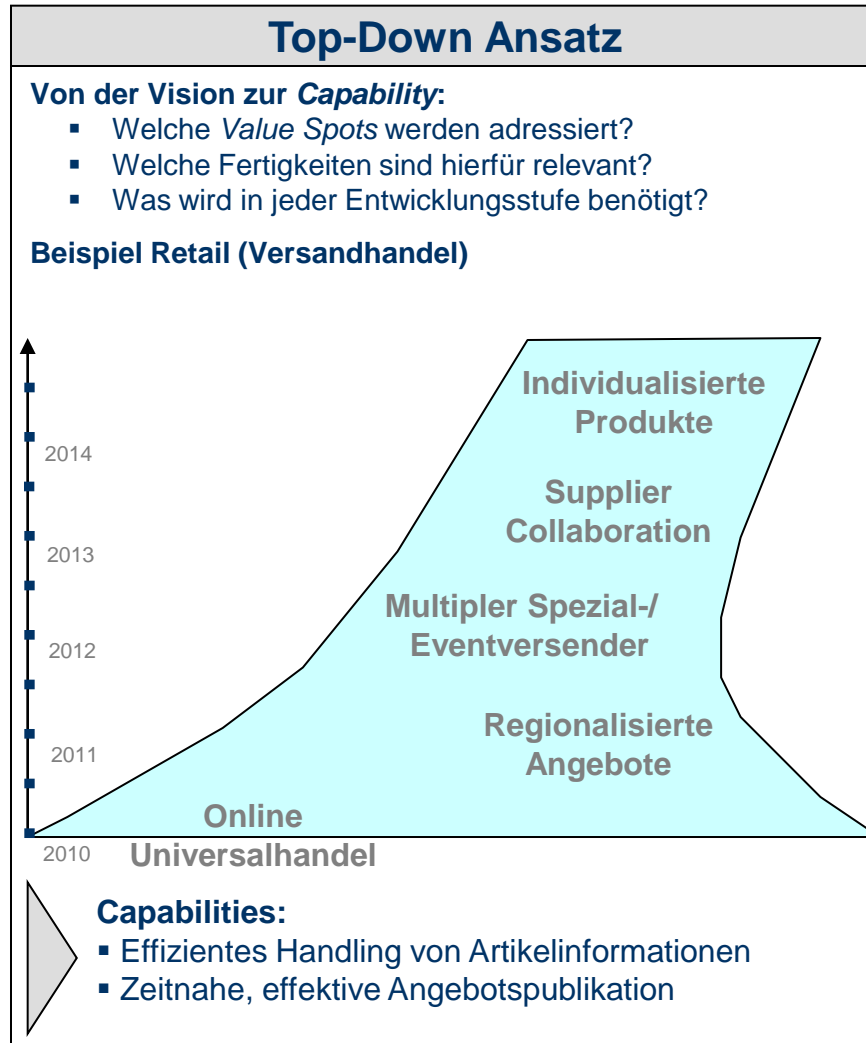 Top-Down Ansatz
Von der Vision zur Capability:
▪ Welche Value Spots werden adressiert?
▪ Welche Fertigkeiten sind hierfür relevant?
▪ Was wird in jeder Entwicklungsstufe benötigt?
Beispiel Retail (Versandhandel)
Individualisierte
Produkte
2014
Supplier
Collaboration
2013
Multipler Spezial-/
Eventversender
2012
Regionalisierte
Angebote
2011
Online
Universalhandel
2010
Capabilities:
▪ Effizientes Handling von Artikelinformationen
▪ Zeitnahe, effektive Angebotspublikation